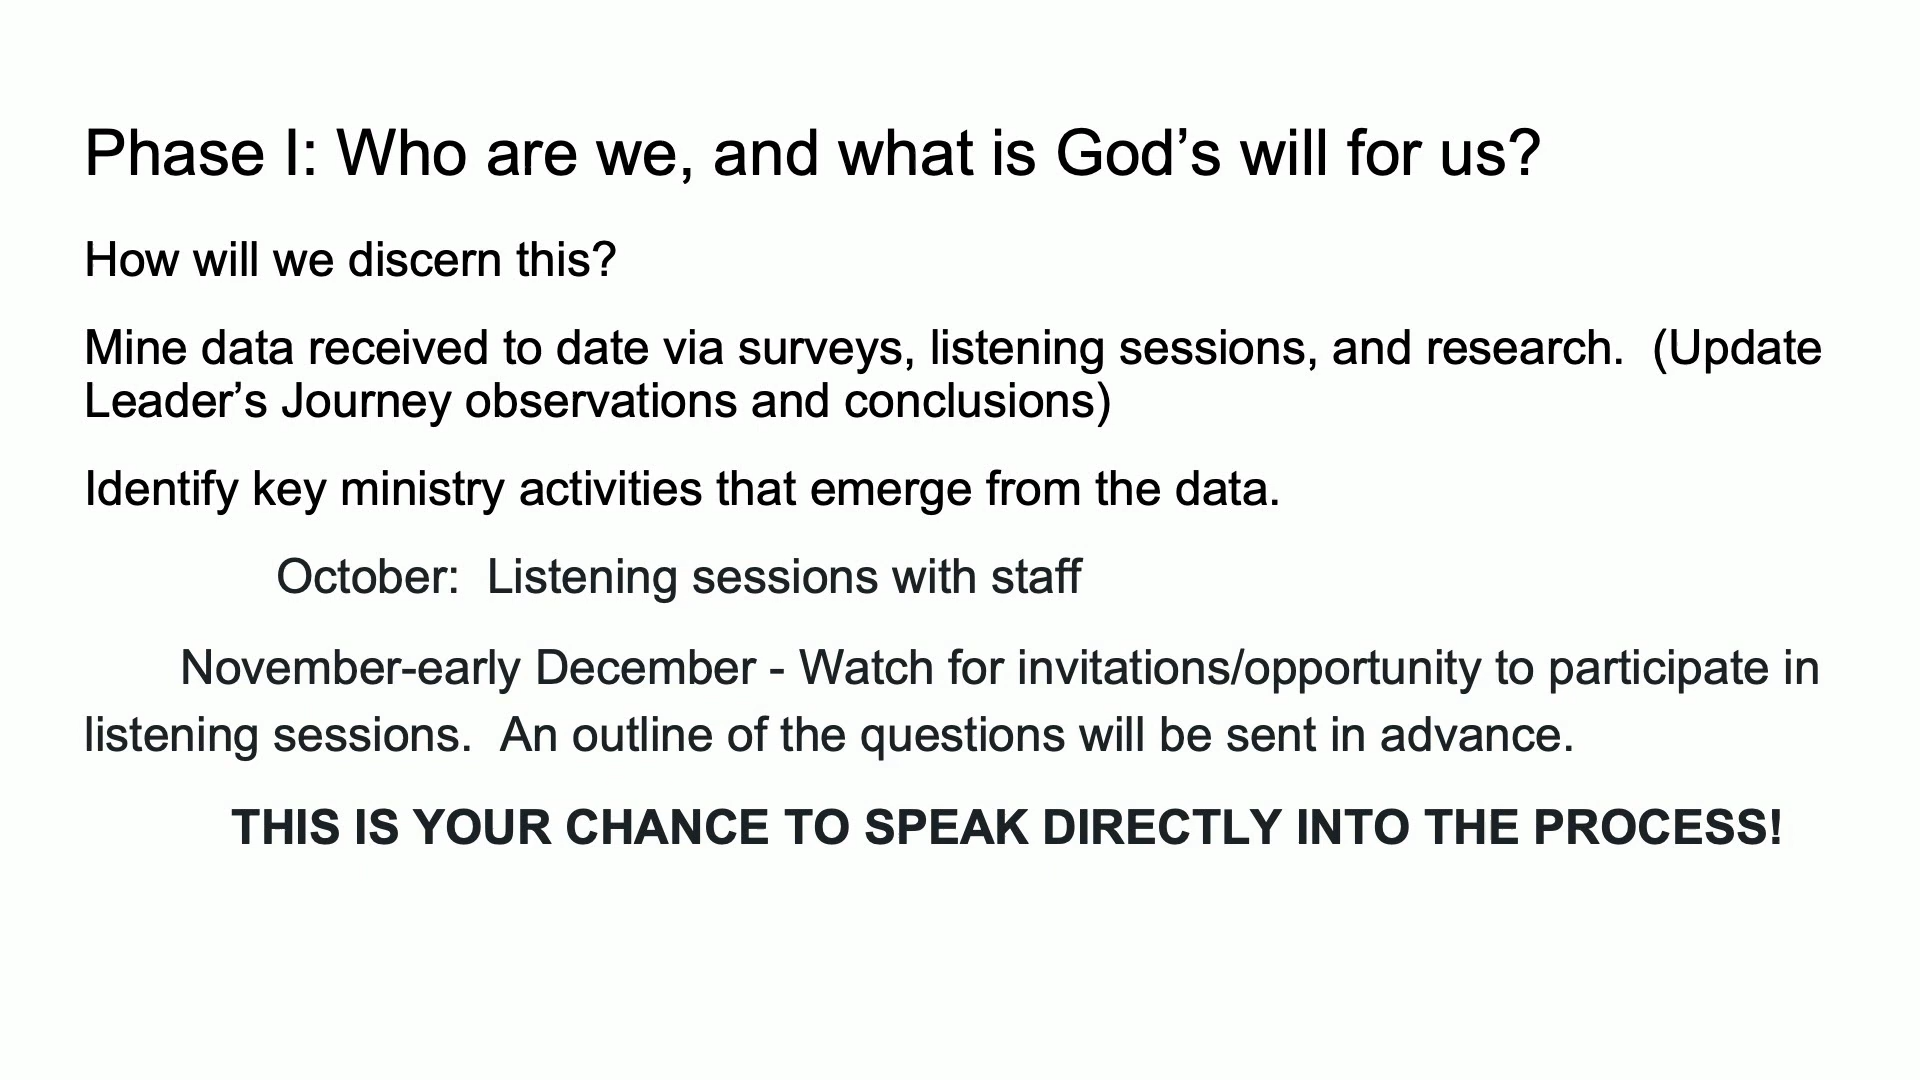 Phase I: Who are we, and what is God’s will for us?
How will we discern this?
Mine data received to date via surveys, listening sessions, and research.  (Update
Leader’s Journey observations and conclusions)
Identify key ministry activities that emerge from the data.
October:  Listening sessions with staff
November-early December - Watch for invitations/opportunity to participate in
listening sessions.  An outline of the questions will be sent in advance.
THIS IS YOUR CHANCE TO SPEAK DIRECTLY INTO THE PROCESS!